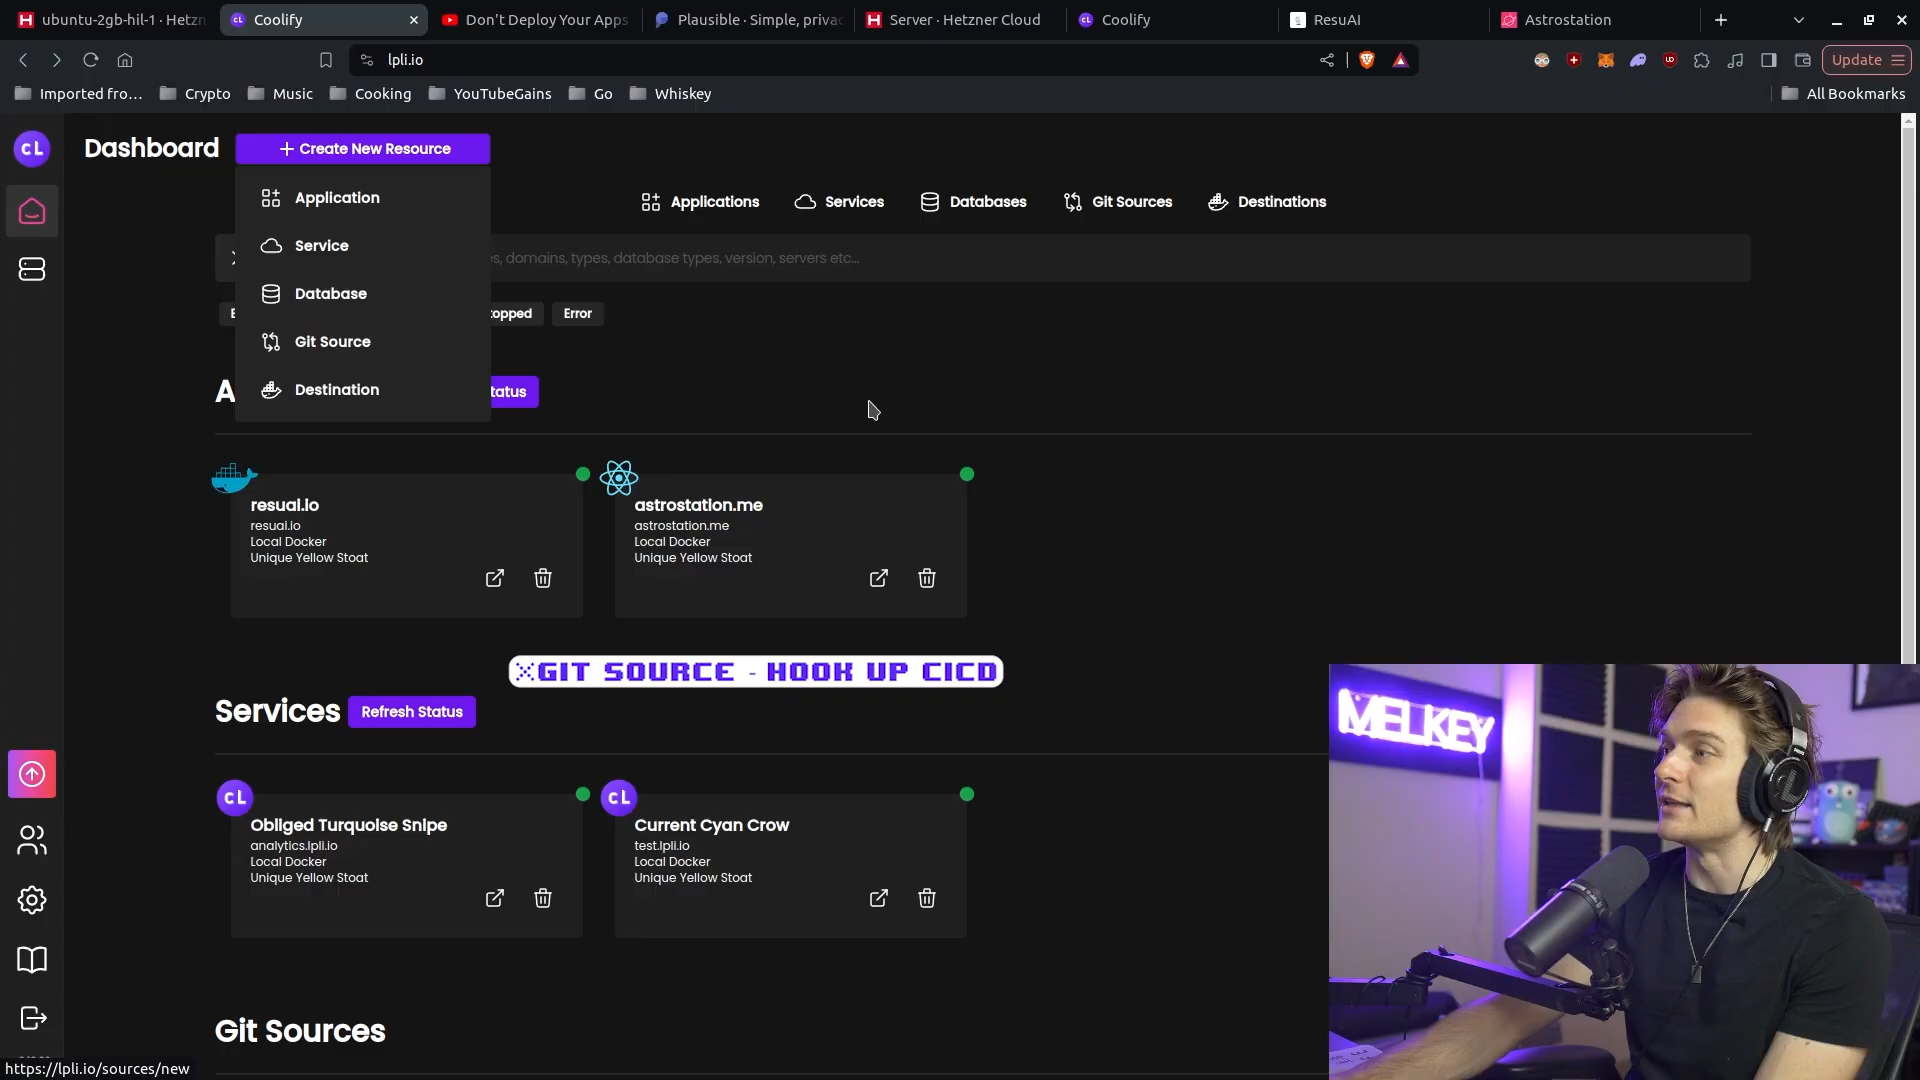 ubuntu-2gb-hil-1 · Hetzn
Coolify
Don't Deploy Your Apps
Plausible · Simple, privac
Server · Hetzner Cloud
Coolify
ResuAI
Astrostation
lpli.io
Update
Imported fro...
Crypto
Music
Cooking
YouTubeGains
Go
Whiskey
All Bookmarks
cL
Dashboard
+ Create New Resource
Application
Service
Database
Git Source
Destination
Applications
Services
Databases
Git Sources
Destinations
s, domains, types, database types, version, servers etc...
topped
Error
A
tatus
resuai.io
resuai.io
Local Docker
Unique Yellow Stoat
astrostation.me
astrostation.me
Local Docker
Unique Yellow Stoat
GIT SOURCE - HOOK UP CICD
Services
Refresh Status
cL
Obliged Turquoise Snipe
analytics.lpli.io
Local Docker
Unique Yellow Stoat
cL
Current Cyan Crow
test.lpli.io
Local Docker
Unique Yellow Stoat
Git Sources
https://lpli.io/sources/new
MELKEY